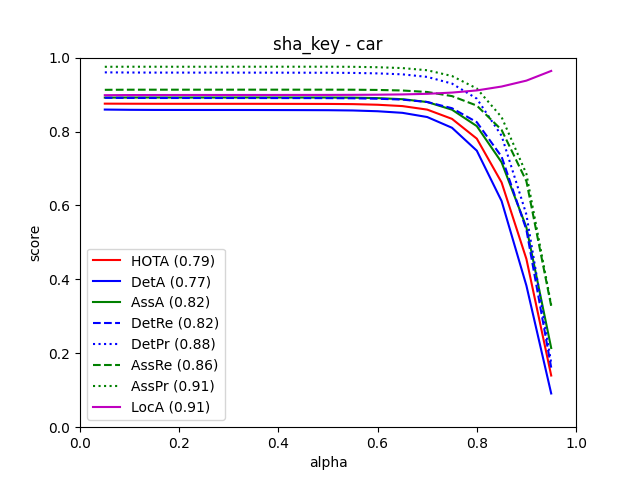 sha_key - car
1.0
0.8
0.6
0.4
0.2
0.0
score
HOTA (0.79)
DetA (0.77)
AssA (0.82)
DetRe (0.82)
DetPr (0.88)
AssRe (0.86)
AssPr (0.91)
LocA (0.91)
0.0 0.2 0.4 0.6 0.8 1.0
alpha